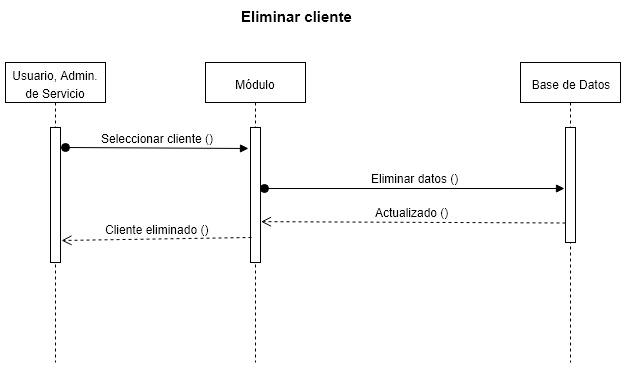 Eliminar cliente
Usuario, Admin.
de Servicio
Módulo
Base de Datos
Seleccionar cliente ()
Eliminar datos ()
Actualizado ()
Cliente eliminado ()